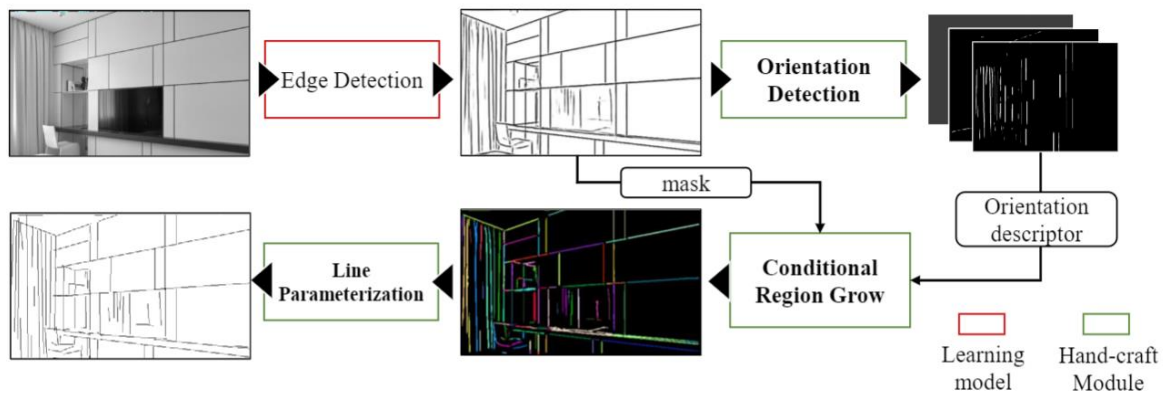 Edge Detection
Orientation
Detection
mask
Orientation
descriptor
Line
Parameterization
Conditional
Region Grow
Learning
model
Hand-craft
Module